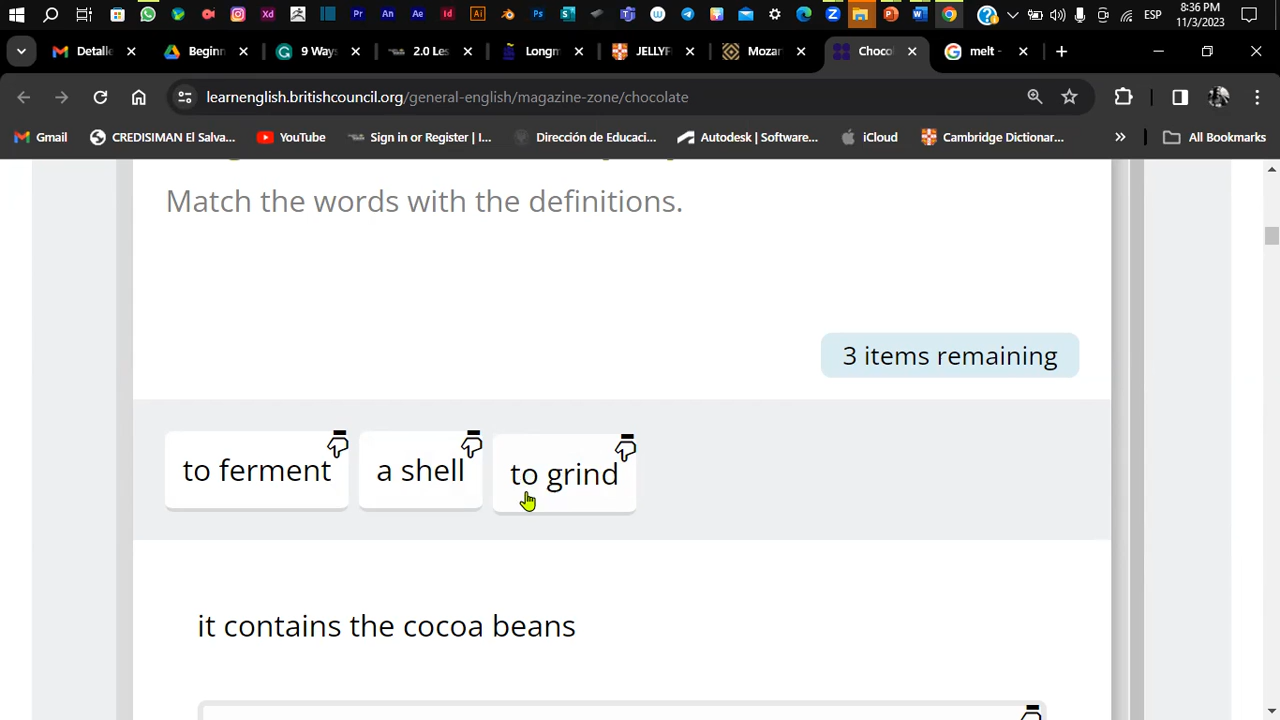 8:36 PM
ESP
11/3/2023
Detalle
Beginn
9 Ways
2.0 Les
Longm
JELLYF
Mozar
Choco
melt -
learnenglish.britishcouncil.org/general-english/magazine-zone/chocolate
Gmail
CREDISIMAN El Salva...
YouTube
Sign in or Register | I...
Dirección de Educaci...
Autodesk | Software...
iCloud
Cambridge Dictionar...
All Bookmarks
Match the words with the definitions.
3 items remaining
to ferment
a shell
to grind
it contains the cocoa beans